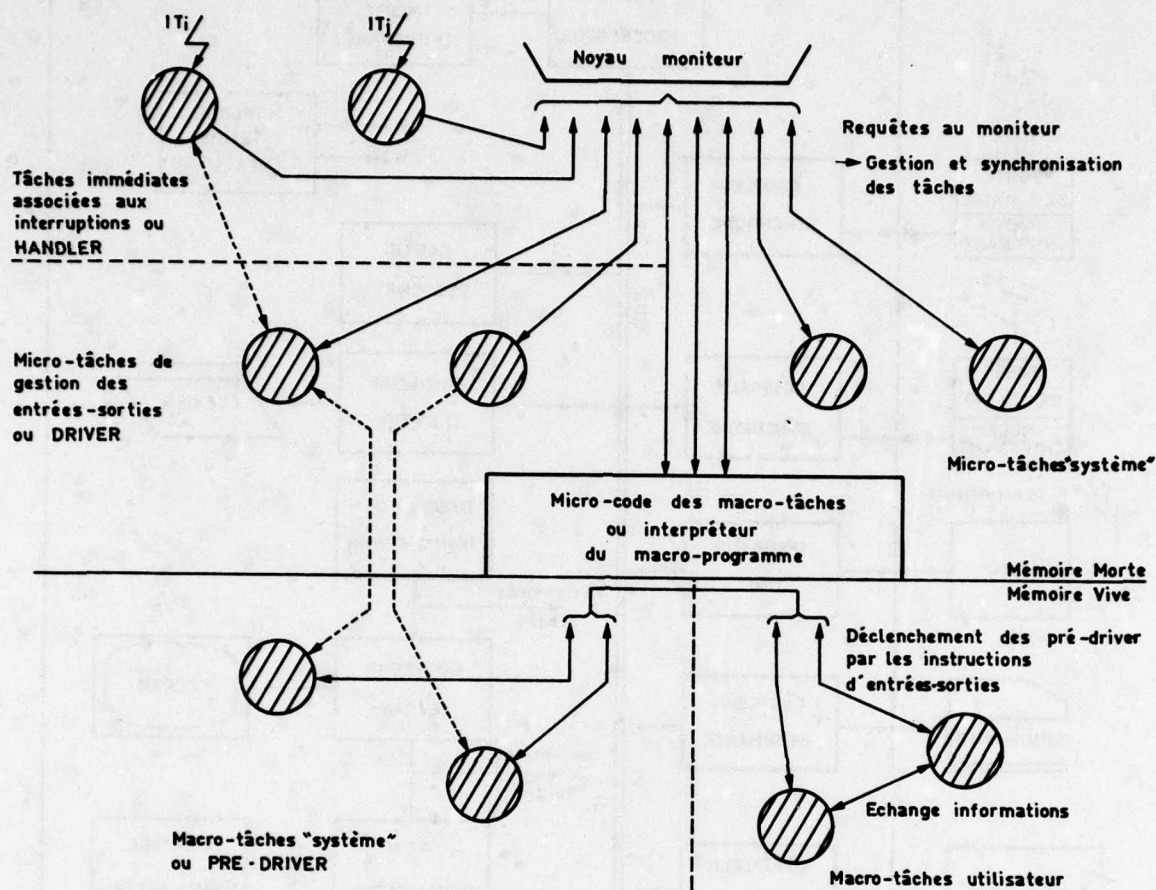 ITi
ITj
Noyau moniteur
Requêtes au moniteur
Gestion et synchronisation
des tâches
Tâches immédiates
associées aux
interruptions ou
HANDLER
Micro-tâches de
gestion des
entrées-sorties
ou DRIVER
Micro-tâches"système"
Micro-code des macro-tâches
ou interpréteur
du macro-programme
Mémoire Morte
Mémoire Vive
Déclenchement des pré-driver
par les instructions
d'entrées-sorties
Echange informations
Macro-tâches "système"
ou PRE-DRIVER
Macro-tâches utilisateur